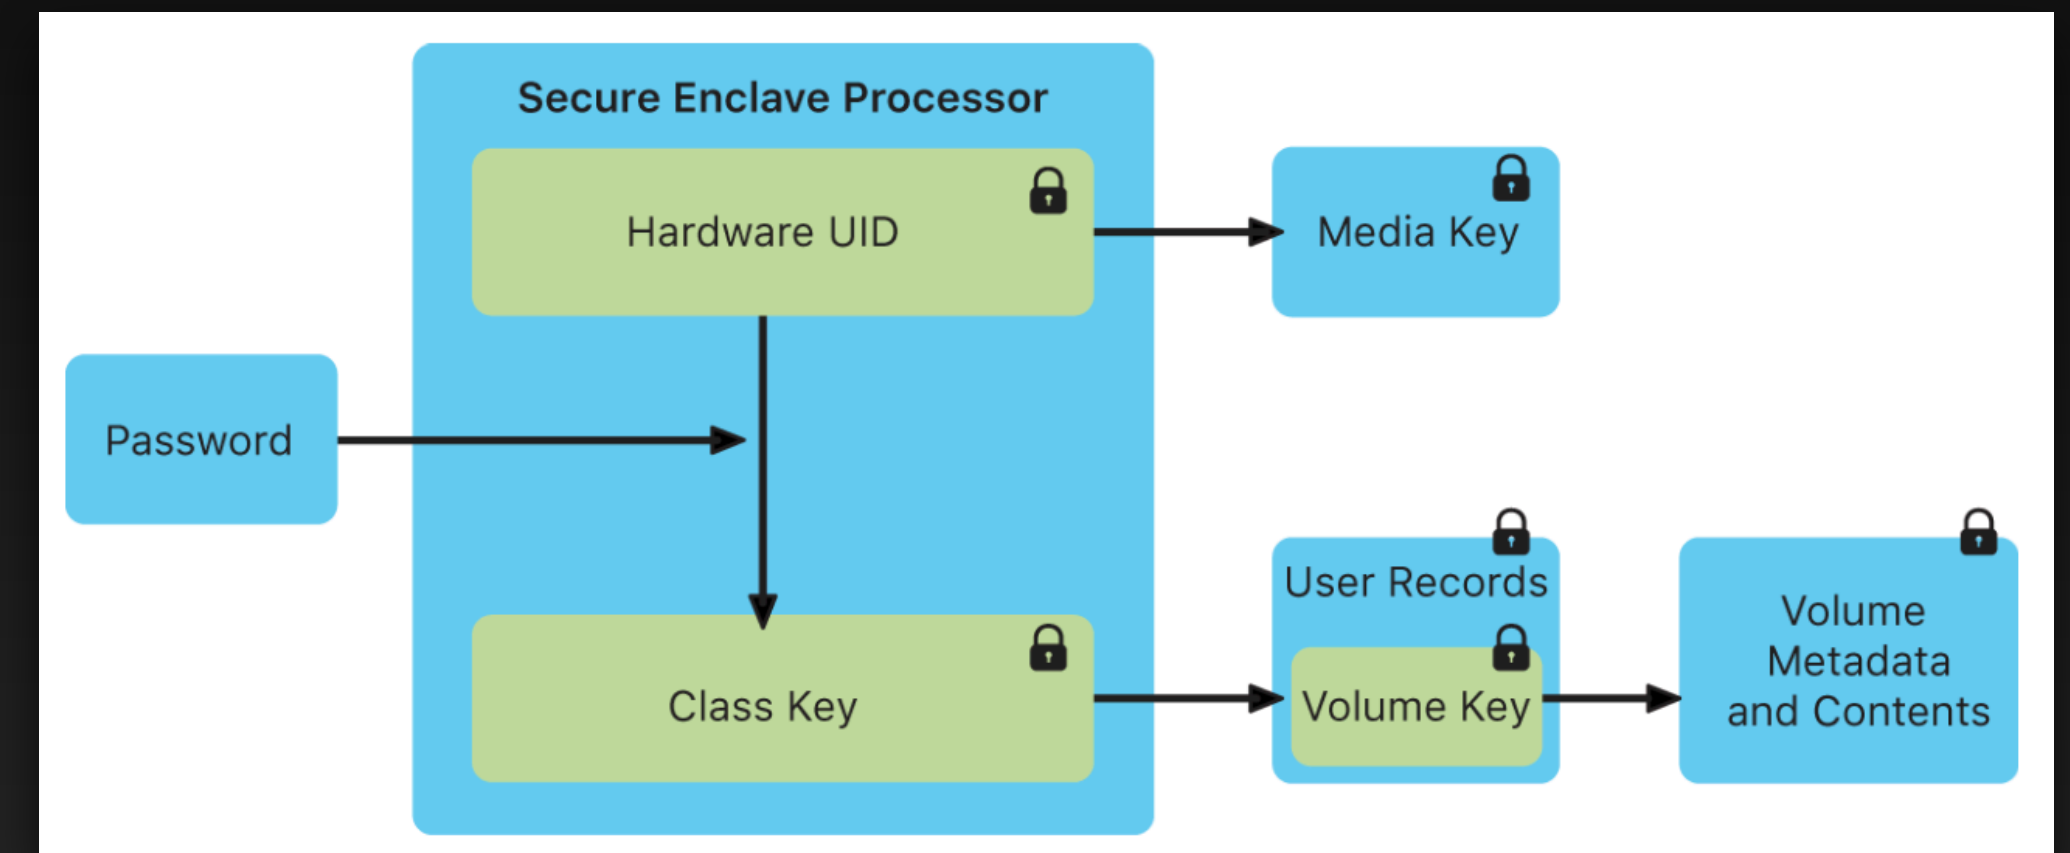 Secure Enclave Processor
Hardware UID
Media Key
Password
User Records
Class Key
Volume Key
Volume
Metadata
and Contents